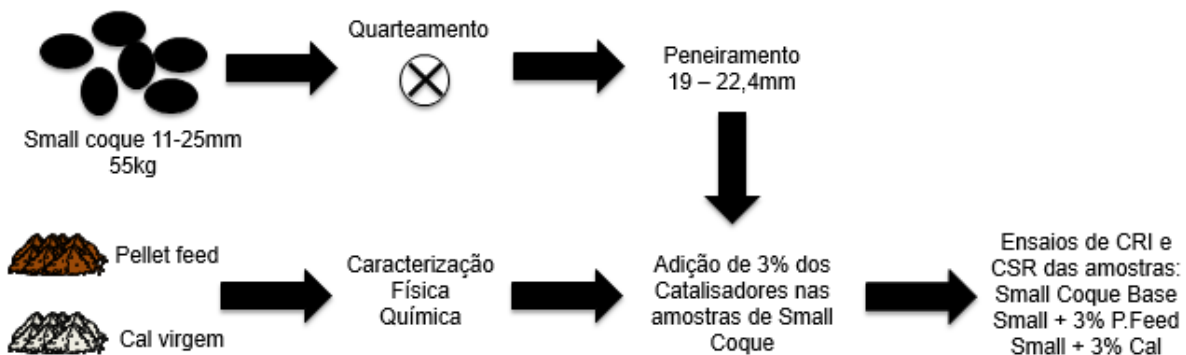 Small coque 11-25mm
55kg
Quarteamento
Peneiramento
19 – 22,4mm
Pellet feed
Cal virgem
Caracterização
Física
Química
Adição de 3% dos
Catalisadores nas
amostras de Small
Coque
Ensaios de CRI e
CSR das amostras:
Small Coque Base
Small + 3% P.Feed
Small + 3% Cal